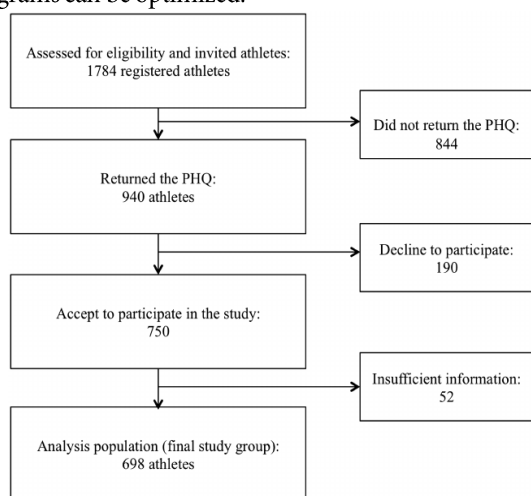 grams can be optimized.
Assessed for eligibility and invited athletes:
1784 registered athletes
Did not return the PHQ:
844
Returned the PHQ:
940 athletes
Decline to participate:
190
Accept to participate in the study:
750
Insufficient information:
52
Analysis population (final study group):
698 athletes